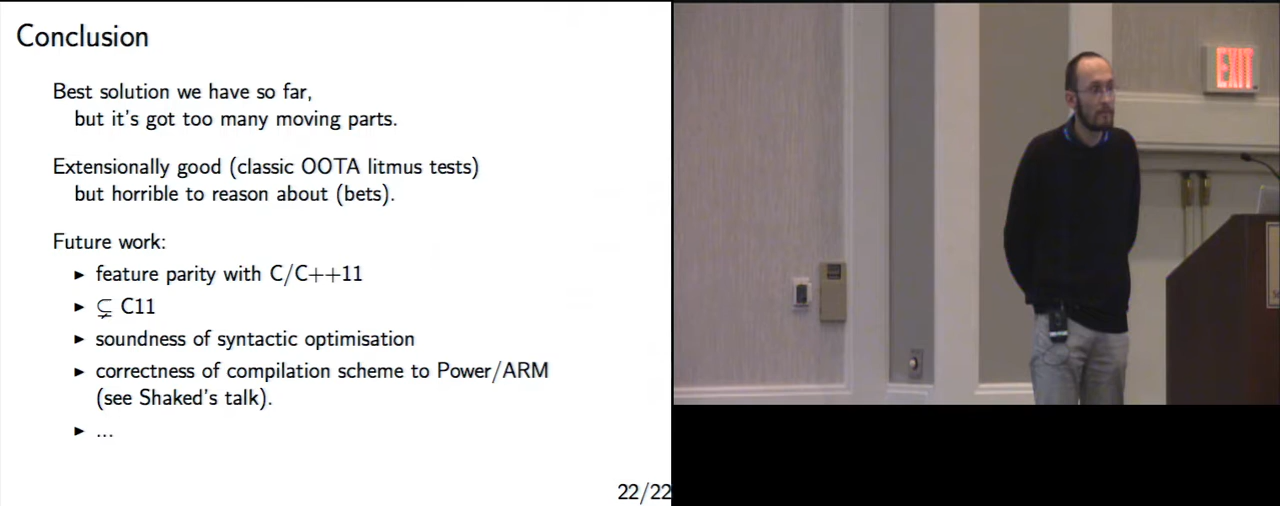 Conclusion
Best solution we have so far,
but it's got too many moving parts.
Extensionally good (classic OOTA litmus tests)
but horrible to reason about (bets).
Future work:
▶ feature parity with C/C++11
▶ ⊊ C11
▶ soundness of syntactic optimisation
▶ correctness of compilation scheme to Power/ARM
(see Shaked's talk).
▶ ...
22/22
EXIT